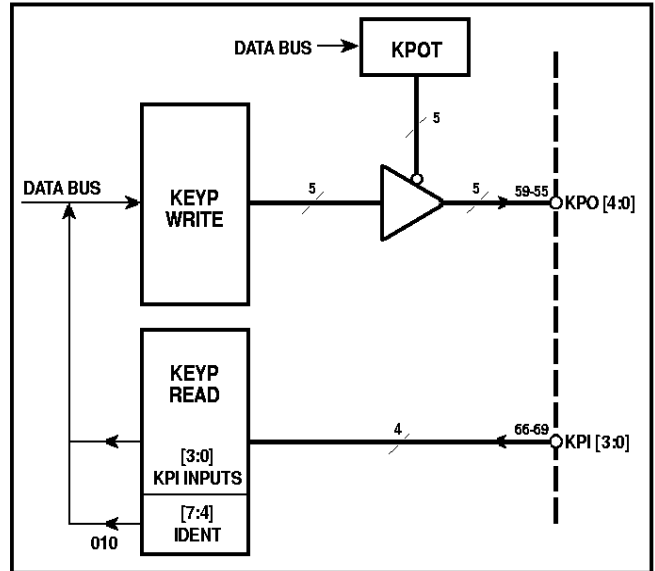 DATA BUS
KPOT
5
DATA BUS
KEYP
WRITE
5
5
59-55
KPO [4:0]
KEYP
READ
[3:0]
KPI INPUTS
4
66-69
KPI [3:0]
[7:4]
IDENT
010